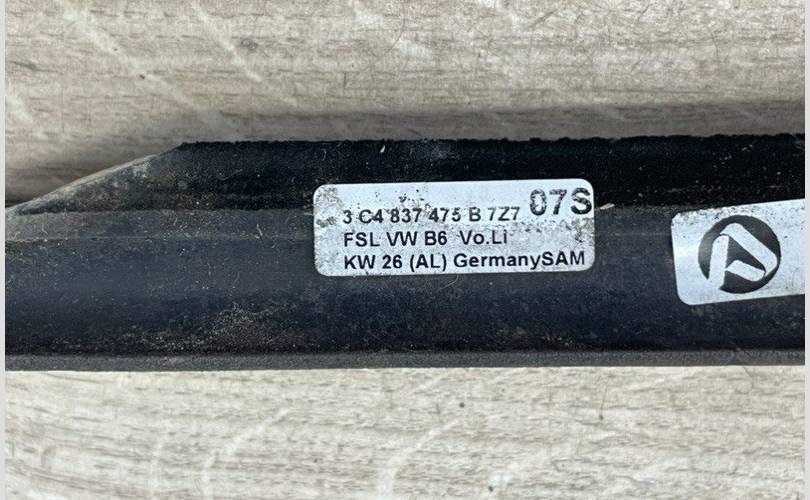 3 C4 837 475 B 7Z7 07S
FSL VW B6 Vo.Li
KW 26 (AL) GermanySAM